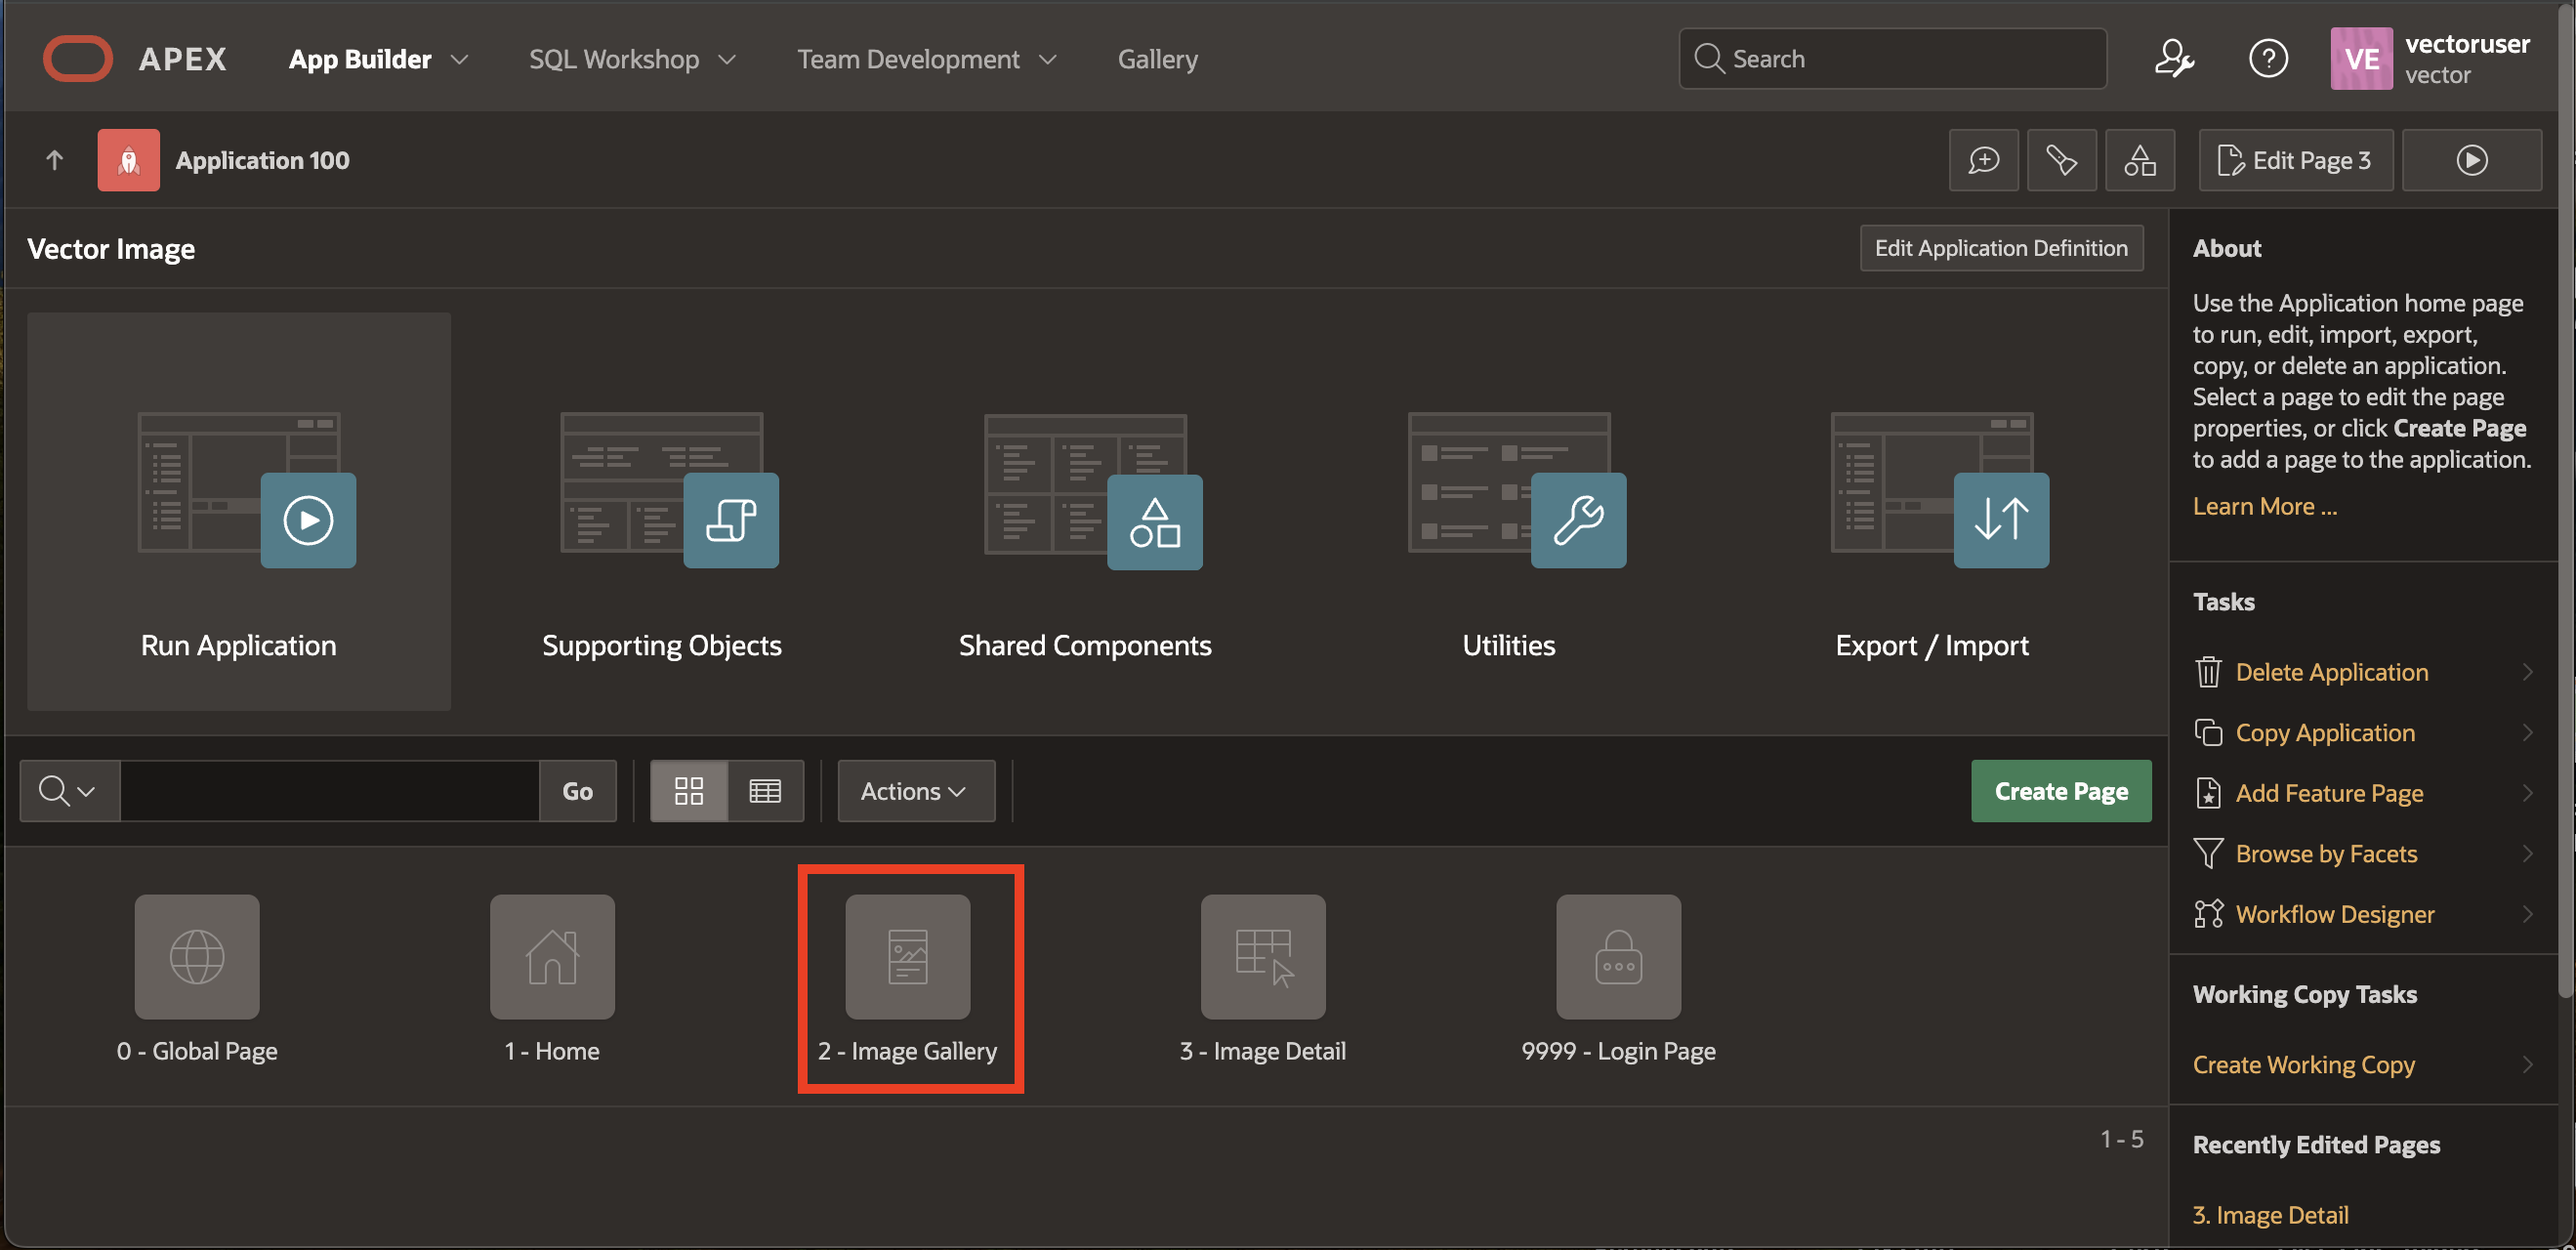 APEX
App Builder
SQL Workshop
Team Development
Gallery
Search
VE
vectoruser
vector
Application 100
Edit Page 3
Vector Image
Edit Application Definition
Run Application
Supporting Objects
Shared Components
Utilities
Export / Import
Go
Actions
Create Page
0 - Global Page
1 - Home
2 - Image Gallery
3 - Image Detail
9999 - Login Page
1 - 5
About
Use the Application home page
to run, edit, import, export,
copy, or delete an application.
Select a page to edit the page
properties, or click Create Page
to add a page to the application.
Learn More ...
Tasks
Delete Application
Copy Application
Add Feature Page
Browse by Facets
Workflow Designer
Working Copy Tasks
Create Working Copy
Recently Edited Pages
3. Image Detail